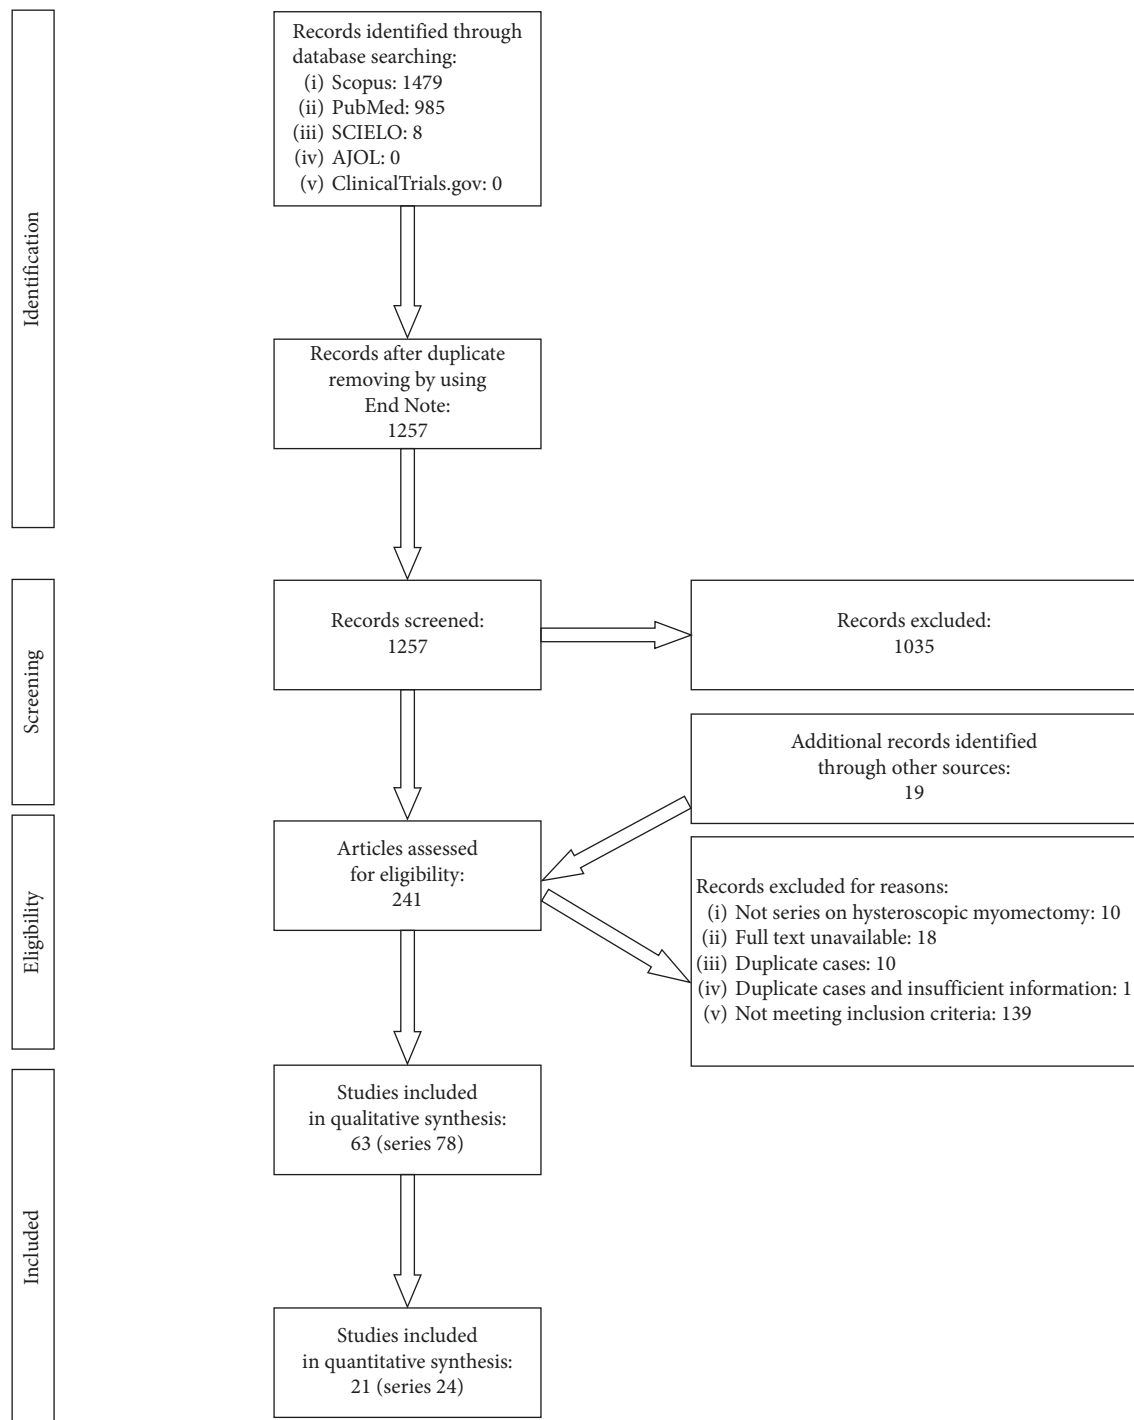 Identification
Records identified through
database searching:
(i) Scopus: 1479
(ii) PubMed: 985
(iii) SCIELO: 8
(iv) AJOL: 0
(v) ClinicalTrials.gov: 0
Records after duplicate
removing by using
End Note:
1257
Screening
Records screened:
1257
Records excluded:
1035
Additional records identified
through other sources:
19
Eligibility
Articles assessed
for eligibility:
241
Records excluded for reasons:
(i) Not series on hysteroscopic myomectomy: 10
(ii) Full text unavailable: 18
(iii) Duplicate cases: 10
(iv) Duplicate cases and insufficient information: 1
(v) Not meeting inclusion criteria: 139
Included
Studies included
in qualitative synthesis:
63 (series 78)
Studies included
in quantitative synthesis:
21 (series 24)